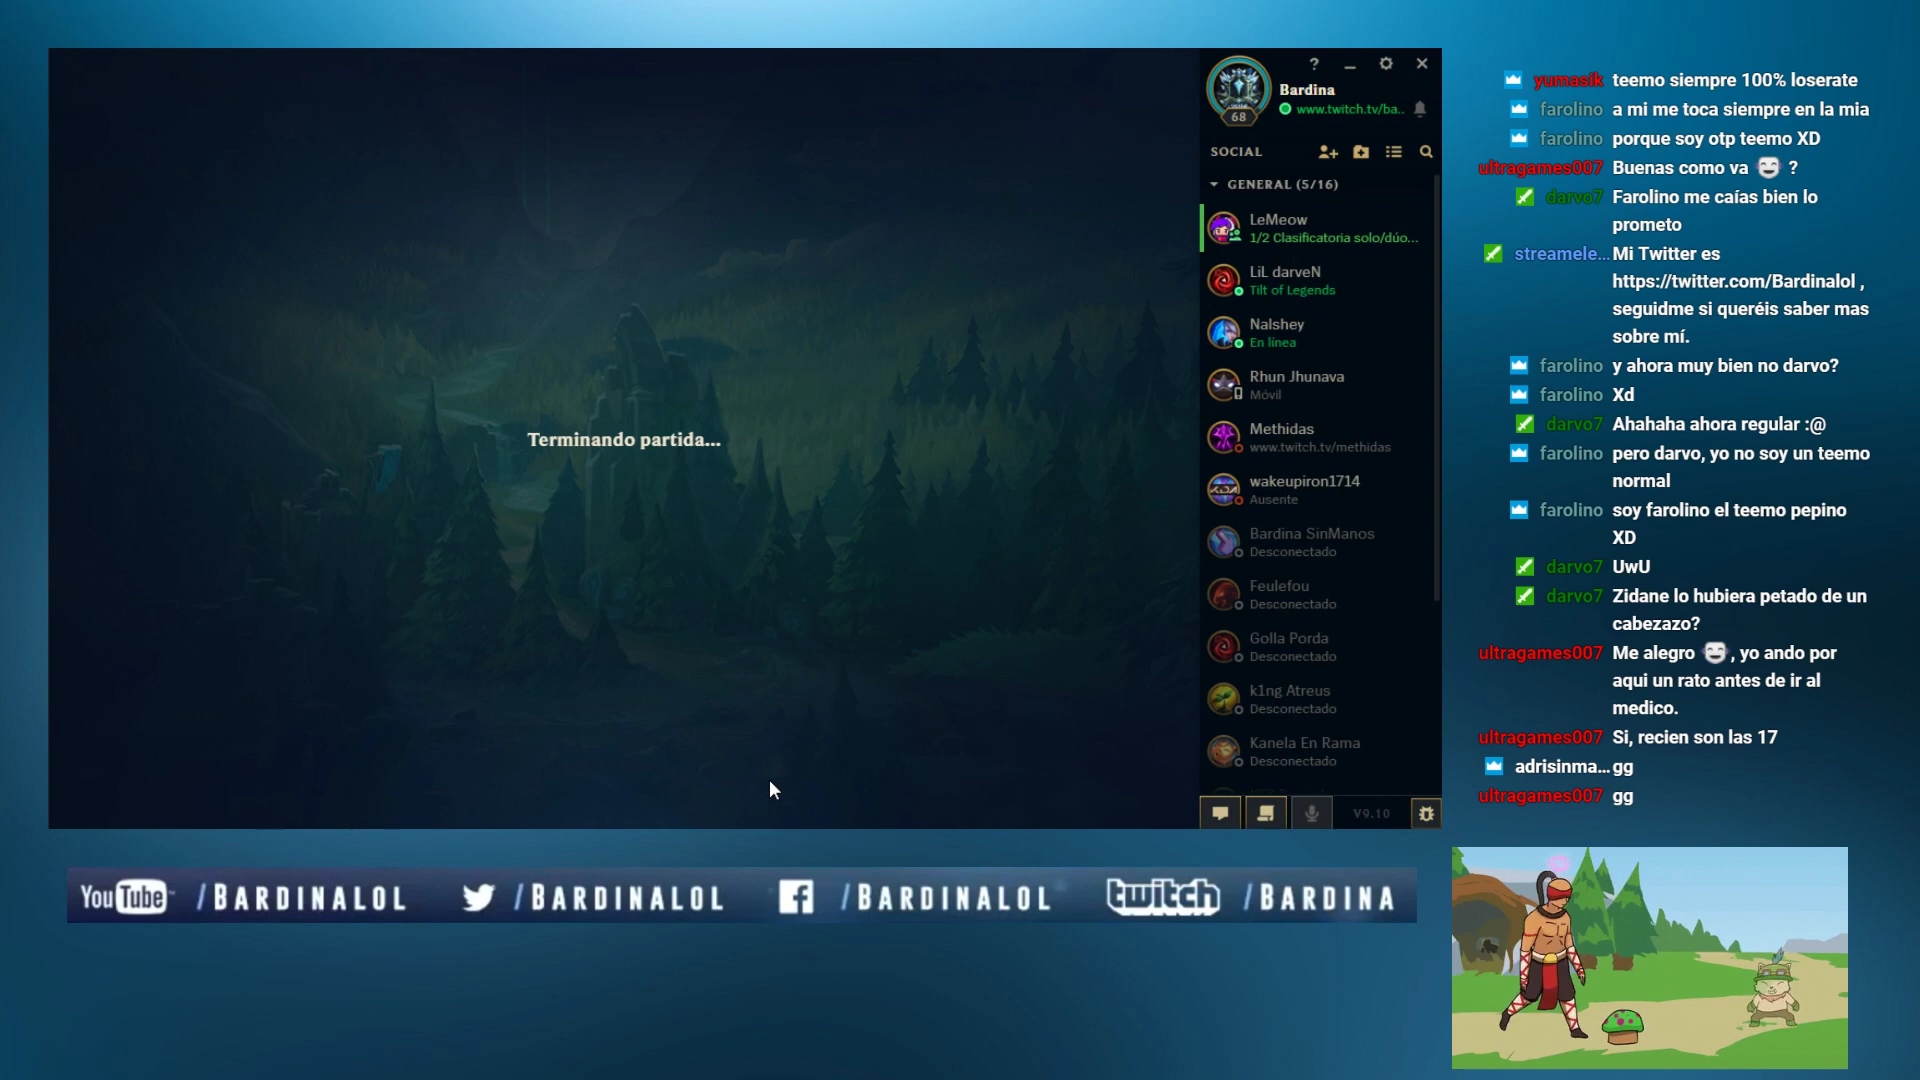 ?
Bardina
www.twitch.tv/ba..
68
SOCIAL
GENERAL (5/16)
LeMeow
1/2 Clasificatoria solo/dúo...
LiL darveN
Tilt of Legends
Nalshey
En línea
Rhun Jhunava
Móvil
Methidas
www.twitch.tv/methidas
wakeupiron1714
Ausente
Bardina SinManos
Desconectado
Feulefou
Desconectado
Golla Porda
Desconectado
k1ng Atreus
Desconectado
Kanela En Rama
Desconectado
V9.10
Terminando partida...
yumasik teemo siempre 100% loserate
farolino a mi me toca siempre en la mia
farolino porque soy otp teemo XD
ultragames007 Buenas como va ?
darvo7 Farolino me caías bien lo
prometo
streamele... Mi Twitter es
https://twitter.com/Bardinalol ,
seguidme si queréis saber mas
sobre mí.
farolino y ahora muy bien no darvo?
farolino Xd
darvo7 Ahahaha ahora regular :@
farolino pero darvo, yo no soy un teemo
normal
farolino soy farolino el teemo pepino
XD
darvo7 UwU
darvo7 Zidane lo hubiera petado de un
cabezazo?
ultragames007 Me alegro , yo ando por
aqui un rato antes de ir al
medico.
ultragames007 Si, recien son las 17
adrisinma... gg
ultragames007 gg
YouTube /BARDINALOL /BARDINALOL /BARDINALOL twitch /BARDINA